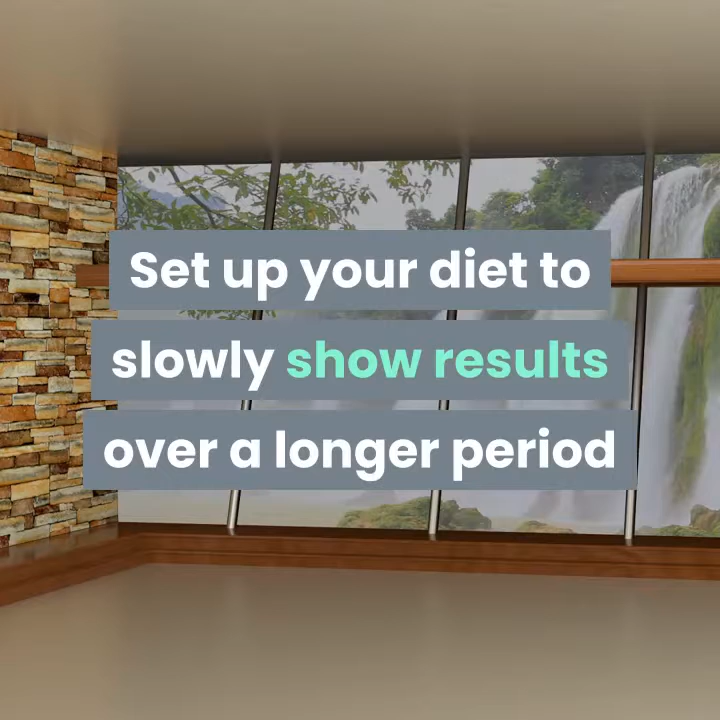 Set up your diet to
slowly show results
over a longer period